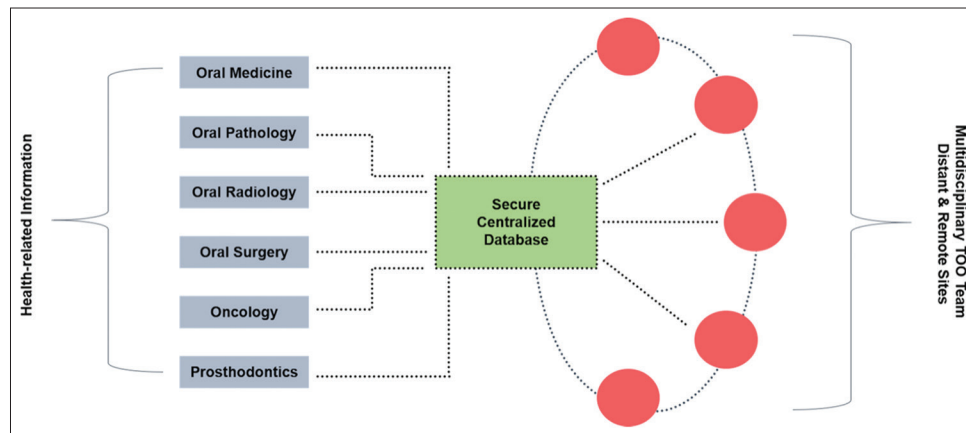 Health-related Information
Oral Medicine
Oral Pathology
Oral Radiology
Oral Surgery
Oncology
Prosthodontics
Secure
Centralized
Database
Multidisciplinary TOO Team
Distant & Remote Sites